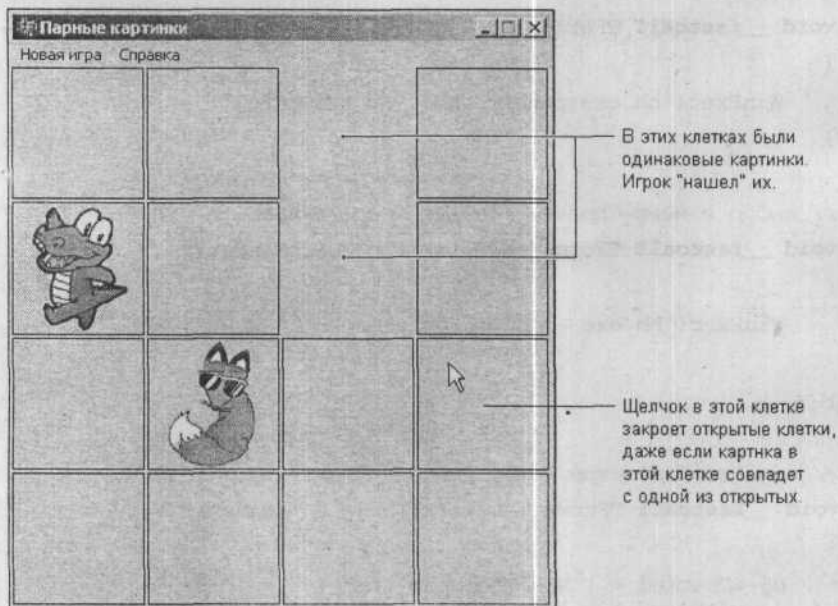 Парные картинки
Новая игра Справка
В этих клетках были
одинаковые картинки.
Игрок "нашел" их.
Щелчок в этой клетке
закроет открытые клетки,
даже если картнка в
этой клетке совпадет
с одной из открытых.